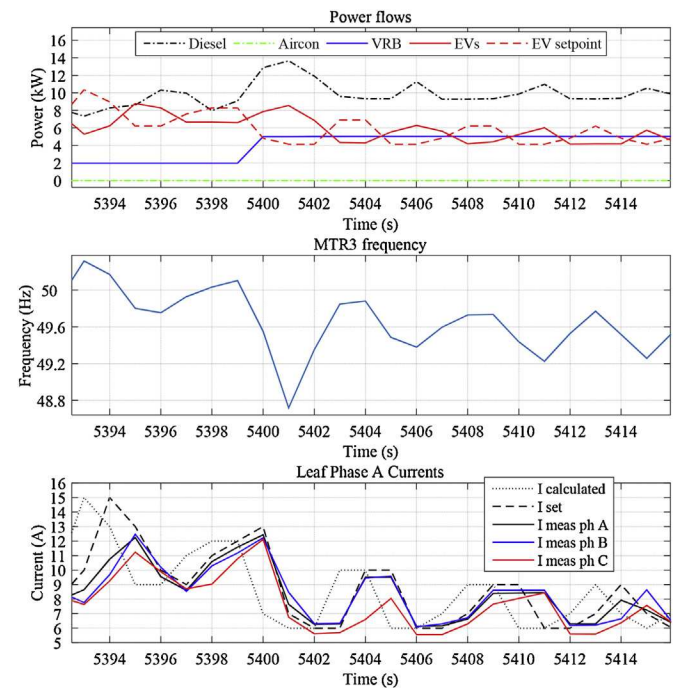 Power flows
16
14
12
10
8
6
4
2
0
Power (kW)
Diesel Aircon VRB EVs EV setpoint
5394 5396 5398 5400 5402 5404 5406 5408 5410 5412 5414
Time (s)
MTR3 frequency
50
49.6
49.2
48.8
Frequency (Hz)
5394 5396 5398 5400 5402 5404 5406 5408 5410 5412 5414
Time (s)
Leaf Phase A Currents
16
15
14
13
12
11
10
9
8
7
6
5
Current (A)
I calculated
I set
I meas ph A
I meas ph B
I meas ph C
5394 5396 5398 5400 5402 5404 5406 5408 5410 5412 5414
Time (s)